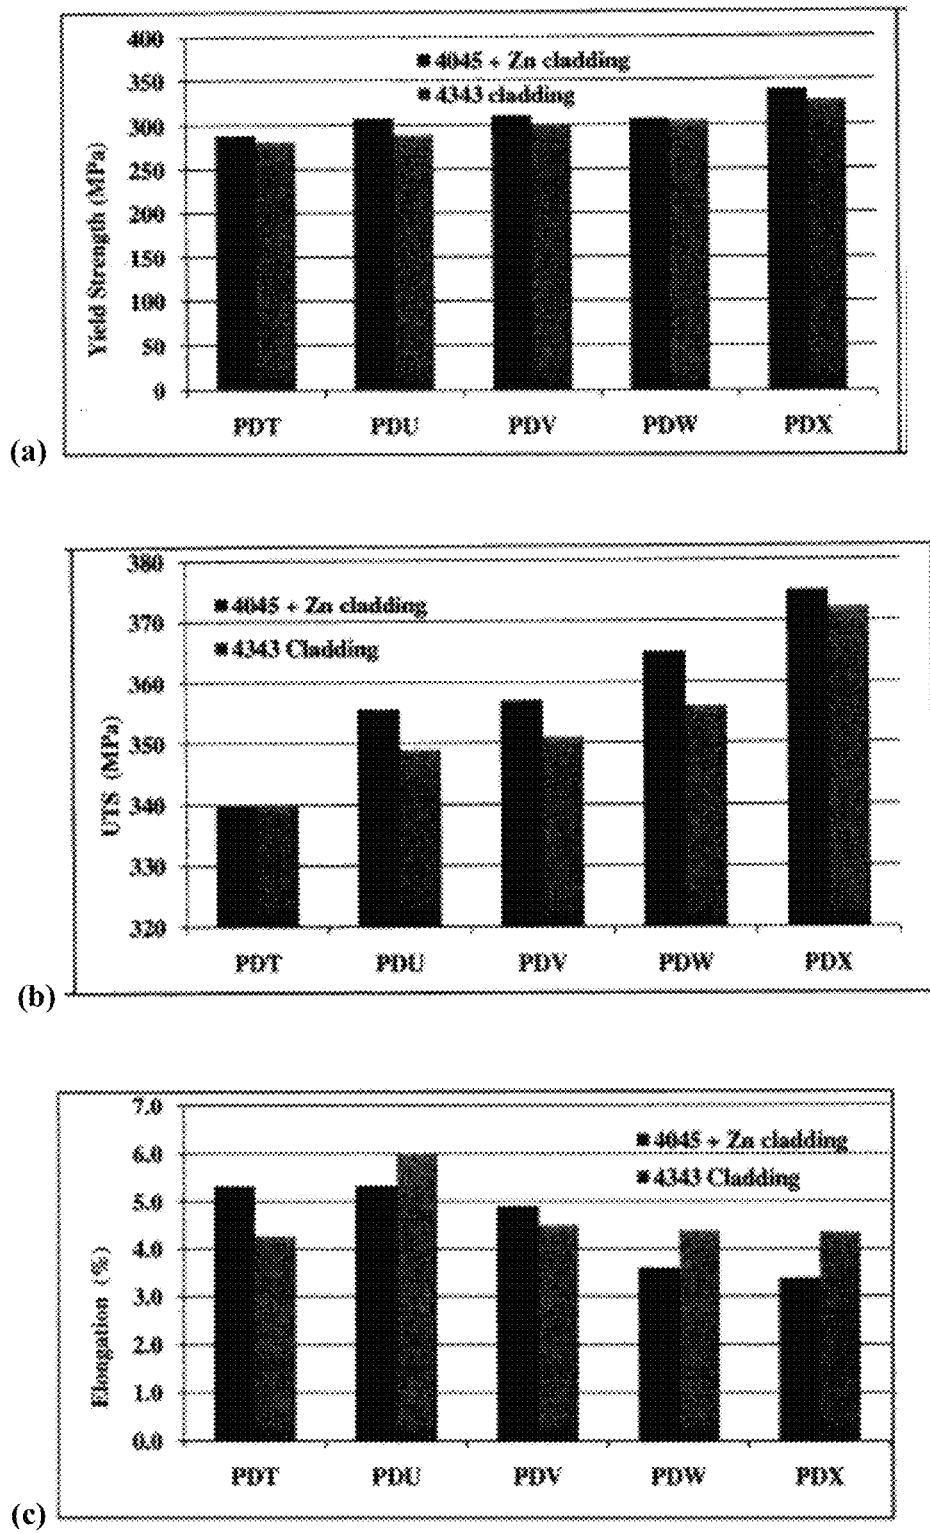 400
350
300
250
200
150
100
50
0
Yield Strength (MPa)
■ 4045 + Zn cladding
■ 4343 cladding
PDT PDU PDV PDW PDX
(a)
380
370
360
350
340
330
320
UTS (MPa)
■ 4045 + Zn cladding
■ 4343 Cladding
PDT PDU PDV PDW PDX
(b)
7.0
6.0
5.0
4.0
3.0
2.0
1.0
0.0
Elongation (%)
■ 4045 + Zn cladding
■ 4343 Cladding
PDT PDU PDV PDW PDX
(c)